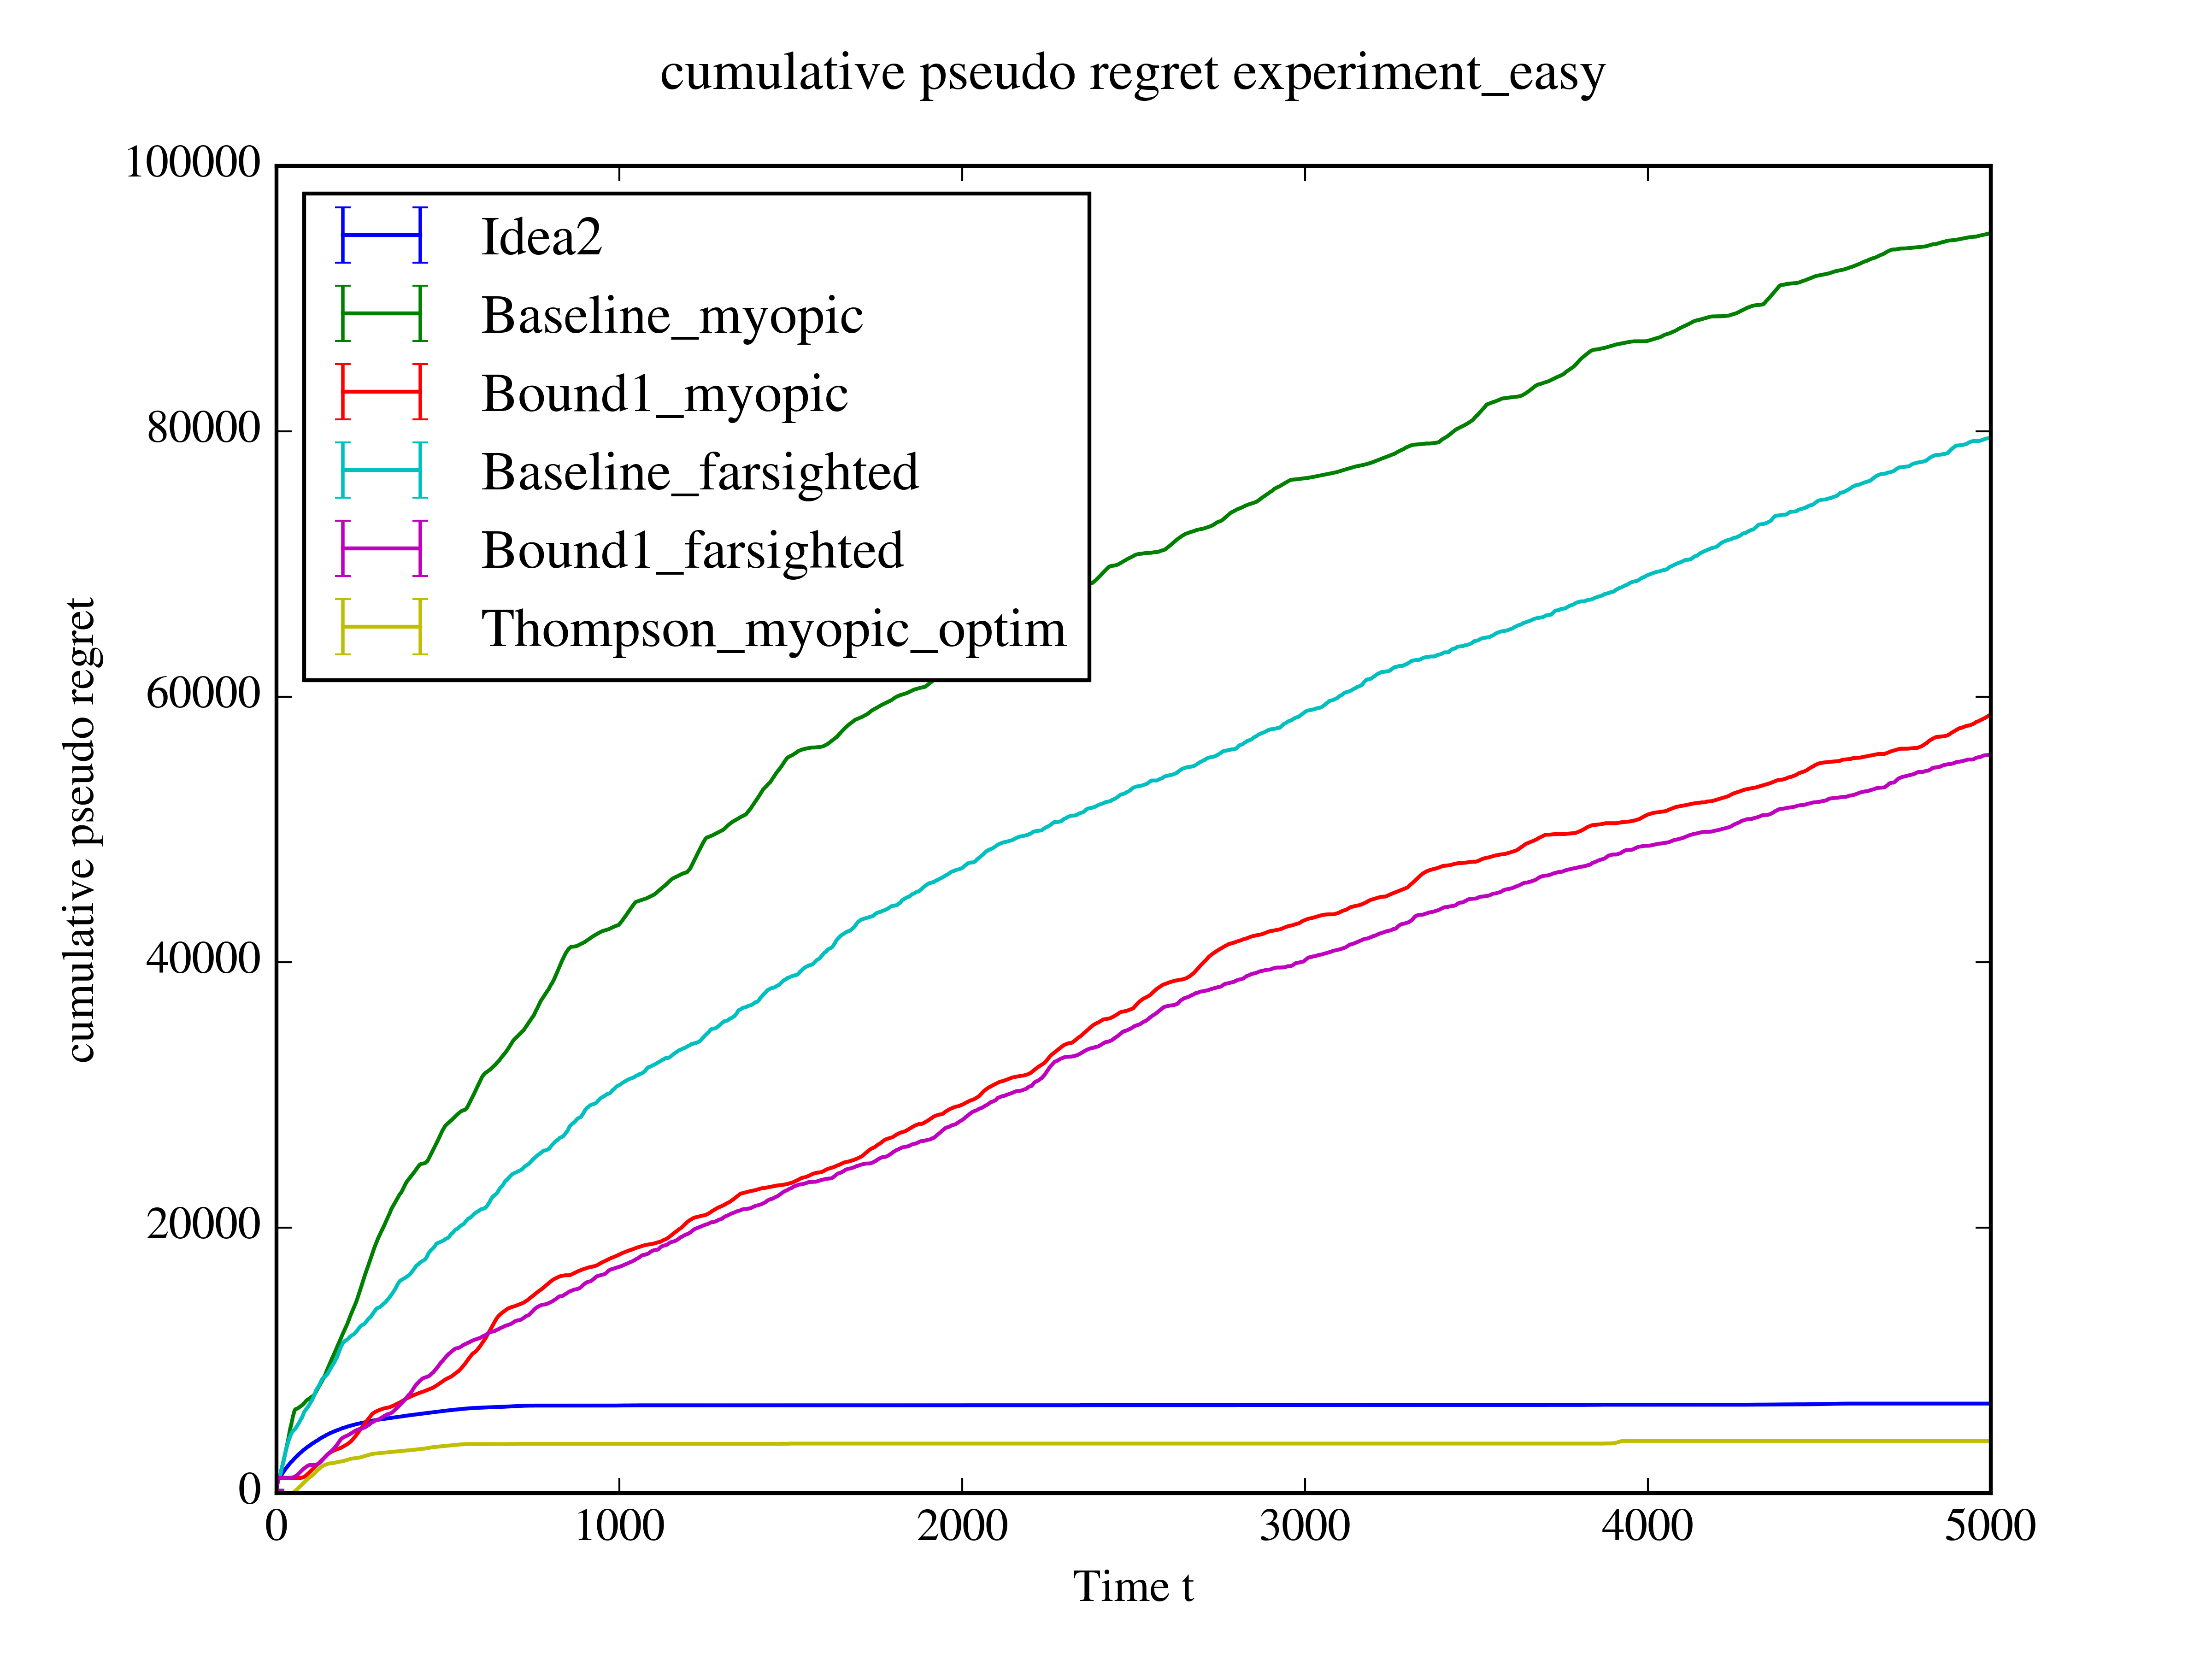 cumulative pseudo regret experiment_easy
100000
80000
60000
40000
20000
0
cumulative pseudo regret
Idea2
Baseline_myopic
Bound1_myopic
Baseline_farsighted
Bound1_farsighted
Thompson_myopic_optim
0 1000 2000 3000 4000 5000
Time t